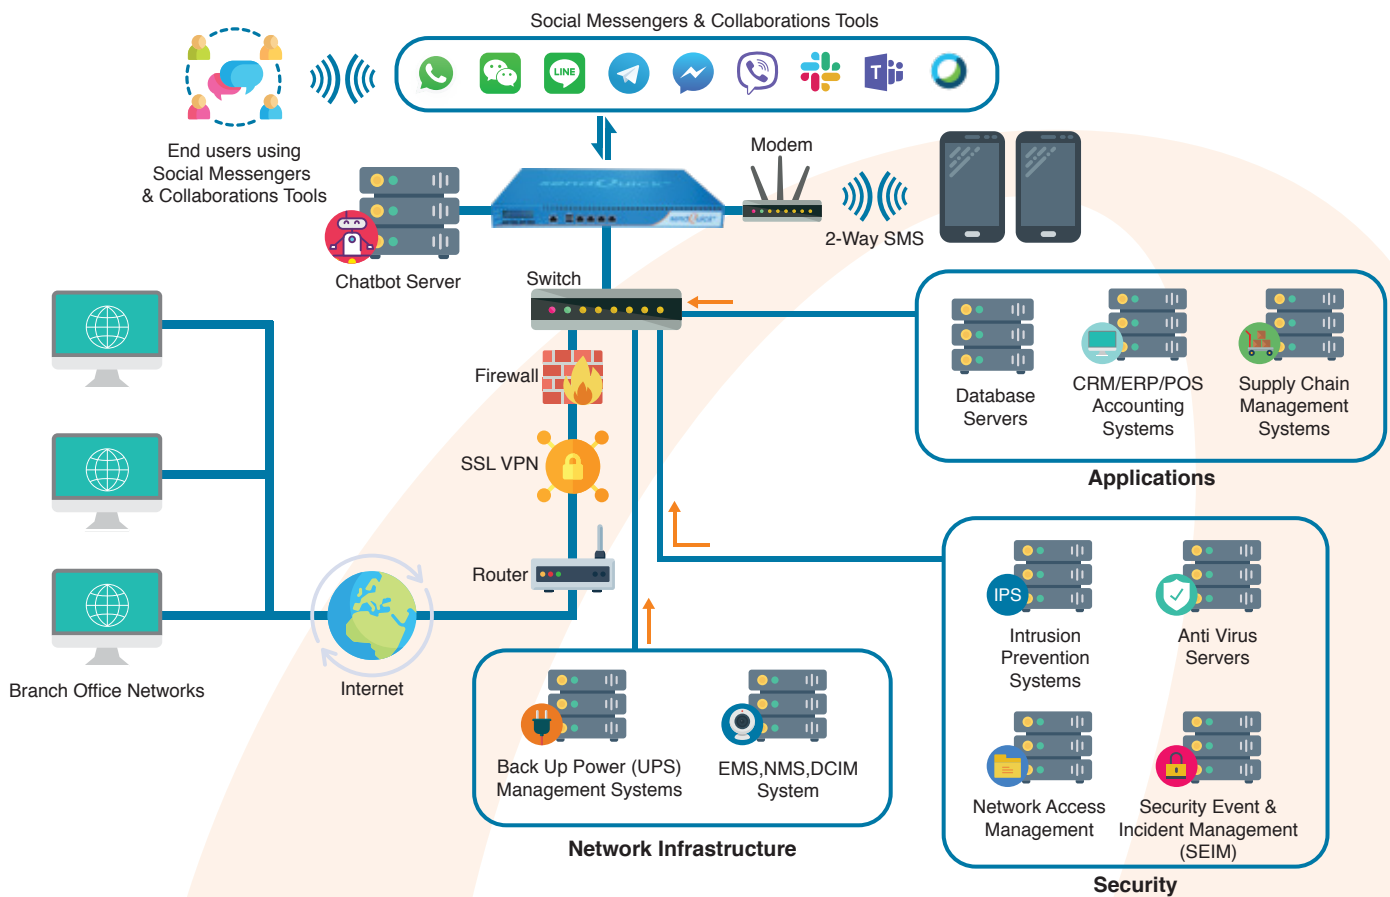 Social Messengers & Collaborations Tools
LINE
T
End users using
Social Messengers
& Collaborations Tools
Modem
sendQuick
sendQuick
2-Way SMS
Chatbot Server
Switch
Firewall
SSL VPN
Router
Branch Office Networks
Internet
Database
Servers
CRM/ERP/POS
Accounting
Systems
Supply Chain
Management
Systems
Applications
IPS
Intrusion
Prevention
Systems
Anti Virus
Servers
Network Access
Management
Security Event &
Incident Management
(SEIM)
Security
Back Up Power (UPS)
Management Systems
EMS,NMS,DCIM
System
Network Infrastructure